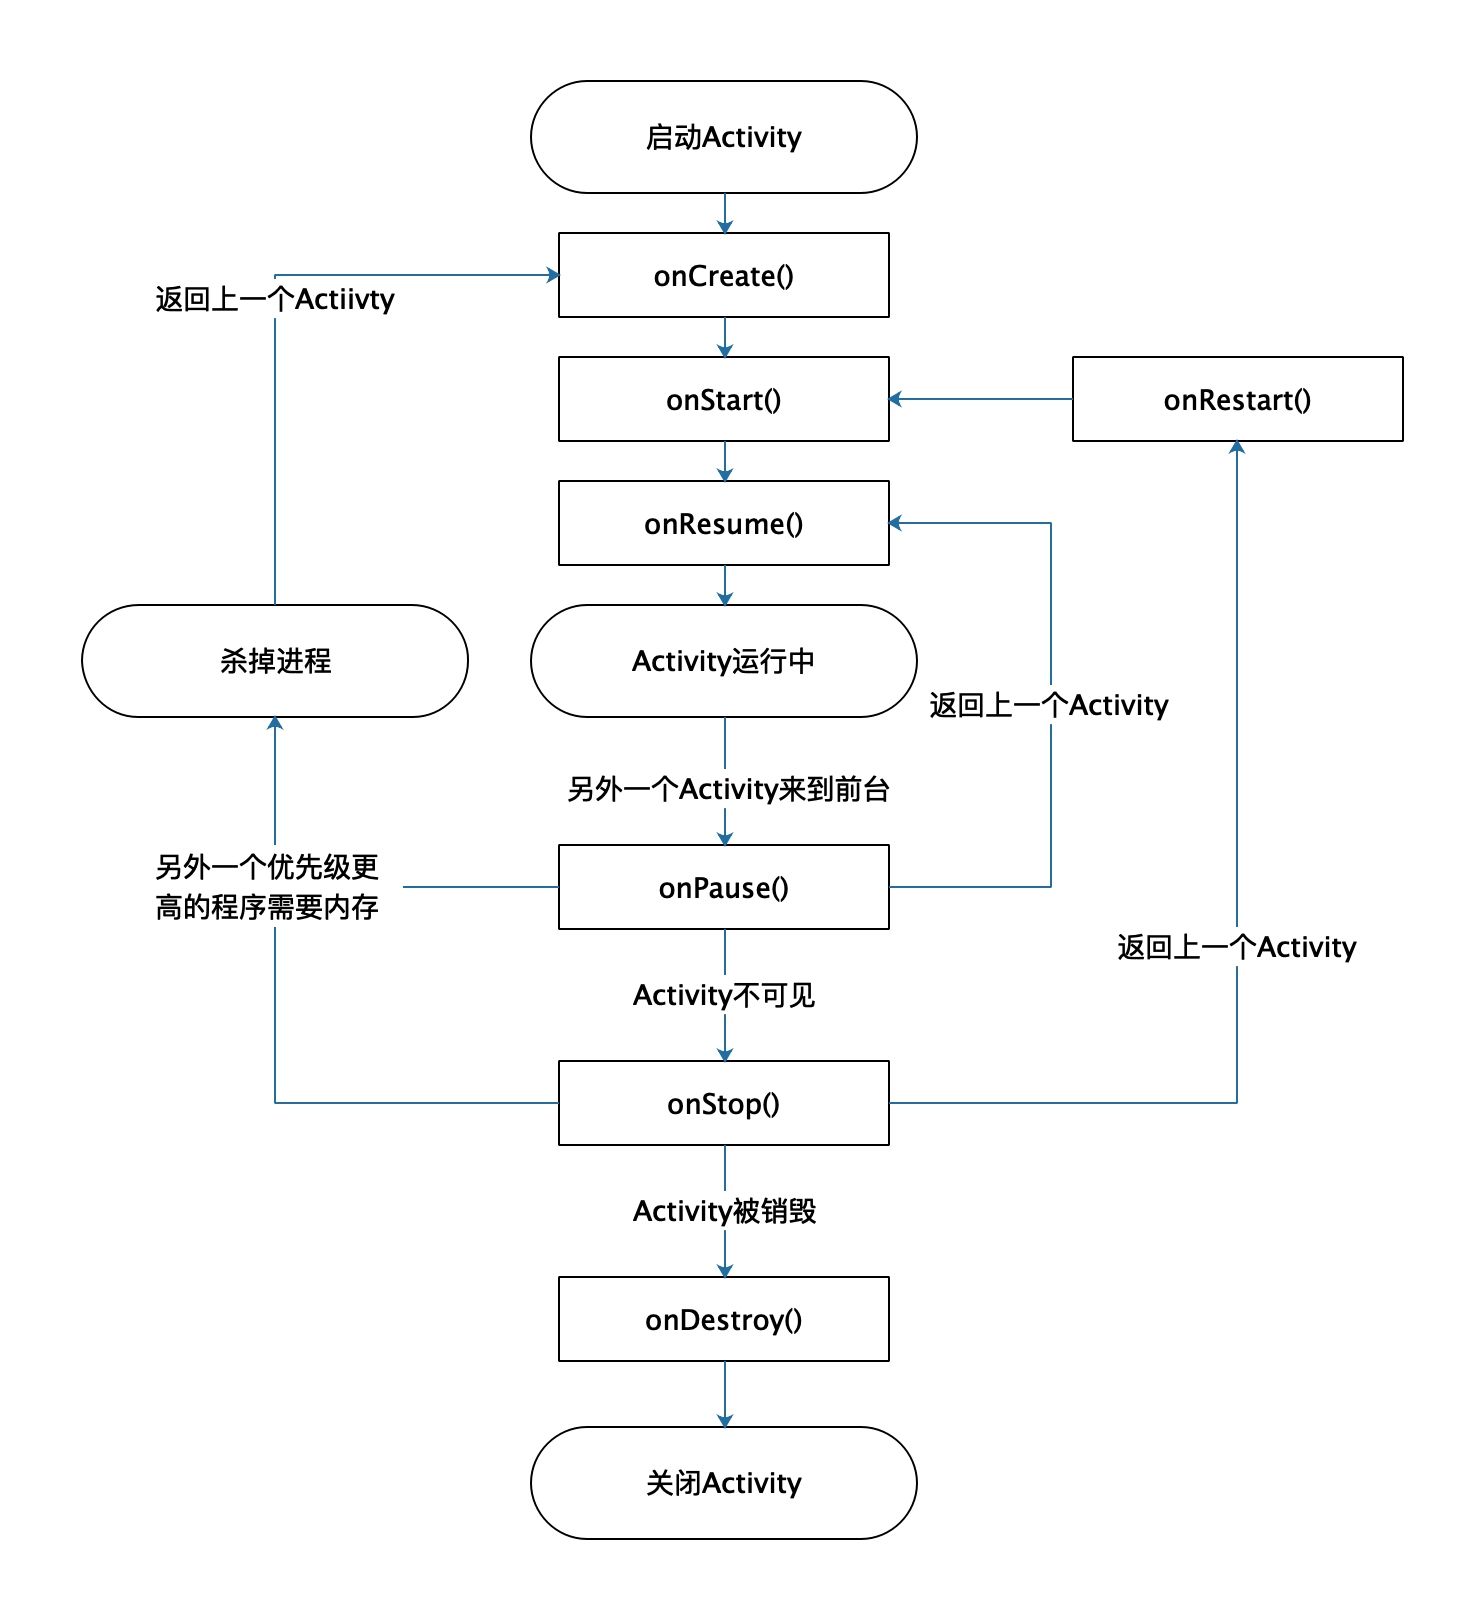 启动Activity
onCreate()
返回上一个Actiivty
onStart()
onRestart()
onResume()
杀掉进程
Activity运行中
返回上一个Activity
另外一个Activity来到前台
另外一个优先级更
高的程序需要内存
onPause()
返回上一个Activity
Activity不可见
onStop()
Activity被销毁
onDestroy()
关闭Activity